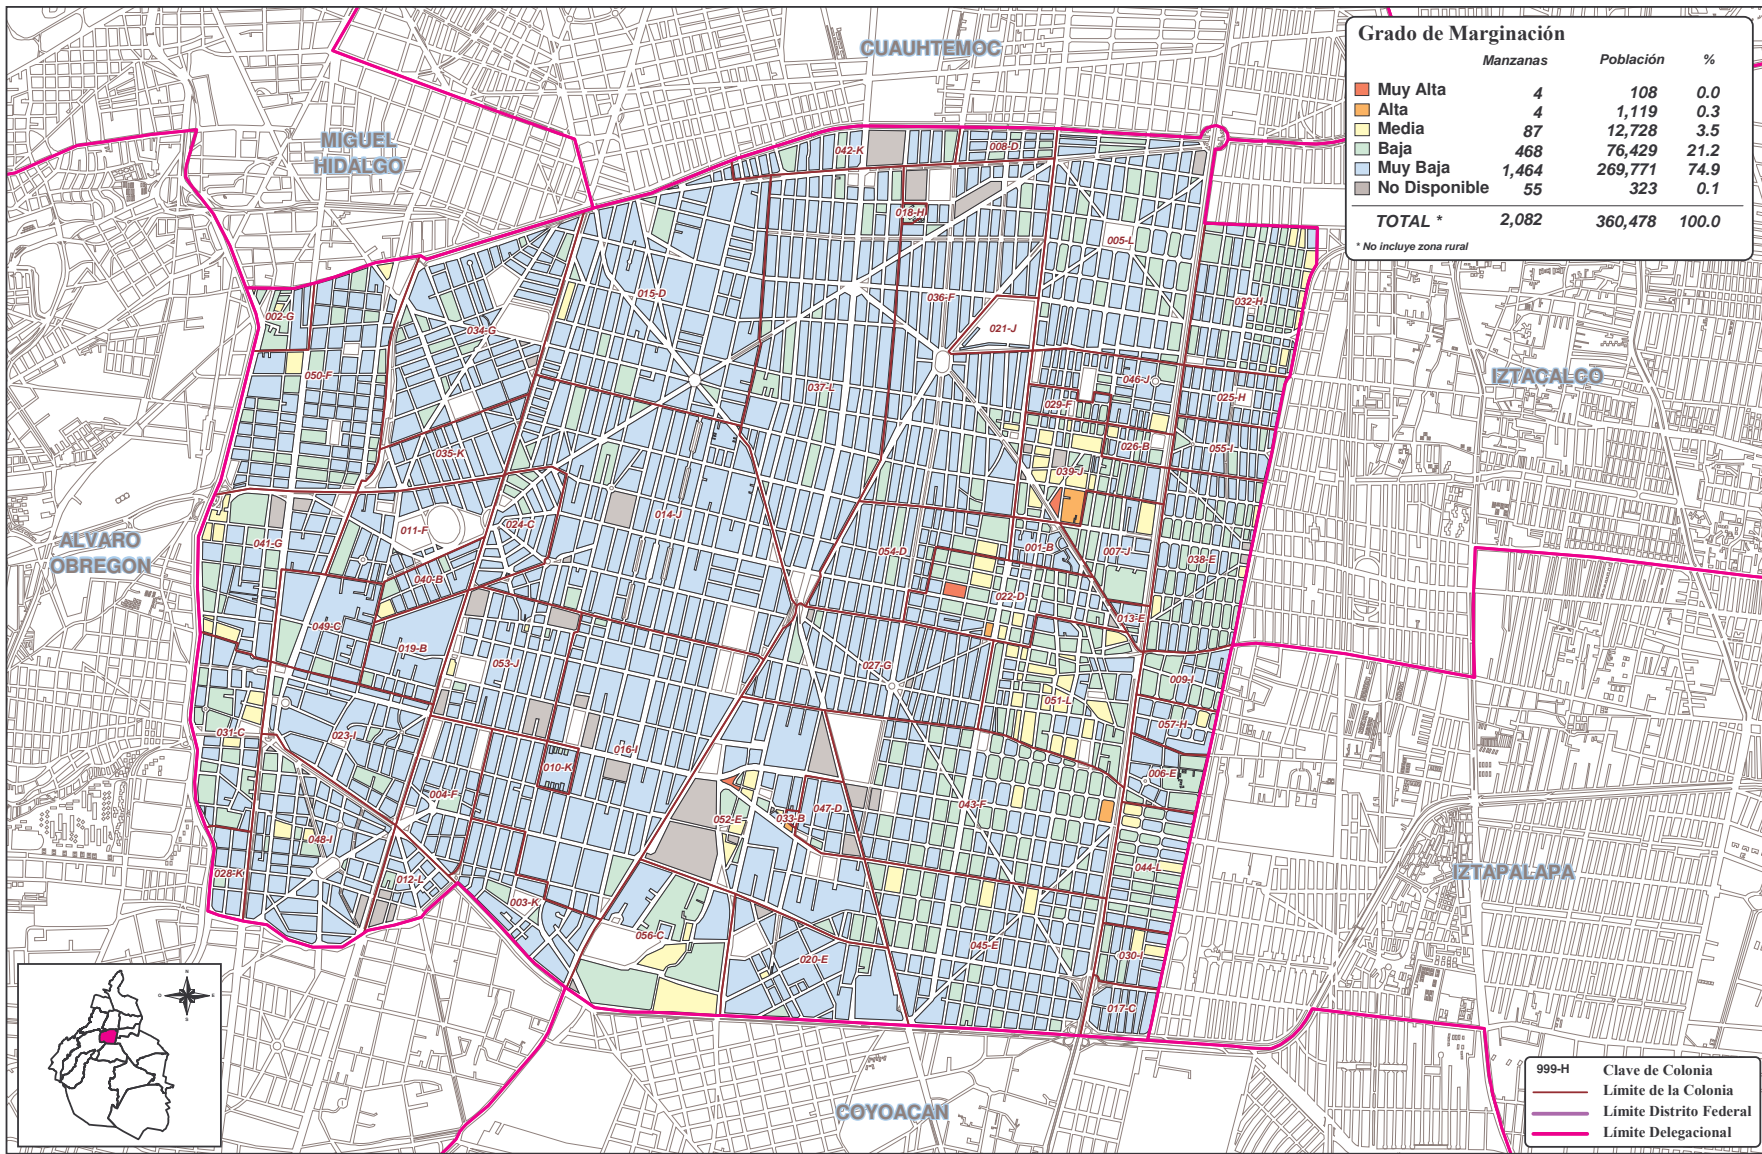 Grado de Marginación
Manzanas Población %
Muy Alta 4 108 0.0
Alta 4 1,119 0.3
Media 87 12,728 3.5
Baja 468 76,429 21.2
Muy Baja 1,464 269,771 74.9
No Disponible 55 323 0.1
TOTAL * 2,082 360,478 100.0
* No incluye zona rural
CUAUHTEMOC
MIGUEL
HIDALGO
IZTACALCO
ALVARO
OBREGON
IZTAPALAPA
COYOACAN
042-K
008-D
018-H
005-L
002-G
015-D
034-G
036-F
032-H
021-J
050-F
037-L
046-J
029-F
025-H
026-B
055-I
035-K
039-J
011-F
024-C
014-J
041-G
054-D
001-B
007-J
038-E
040-B
022-D
013-E
049-C
019-B
053-J
027-G
009-I
051-L
057-H
031-C
023-I
016-I
010-K
006-E
004-F
052-E
033-B
047-D
043-F
048-I
028-K
012-L
044-L
003-K
056-C
020-E
045-E
030-I
017-C
N
O E
S
999-H Clave de Colonia
Límite de la Colonia
Límite Distrito Federal
Límite Delegacional